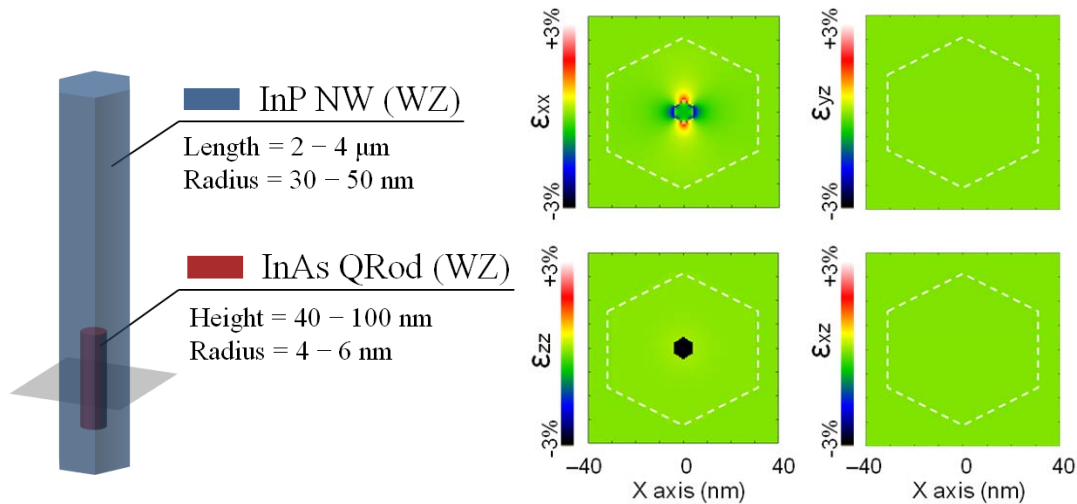 InP NW (WZ)
Length = 2 – 4 μm
Radius = 30 – 50 nm
InAs QRod (WZ)
Height = 40 – 100 nm
Radius = 4 – 6 nm
+3%
εxx
-3%
+3%
εyz
-3%
+3%
εzz
-3%
+3%
εxz
-3%
–40 0 40
X axis (nm)
–40 0 40
X axis (nm)